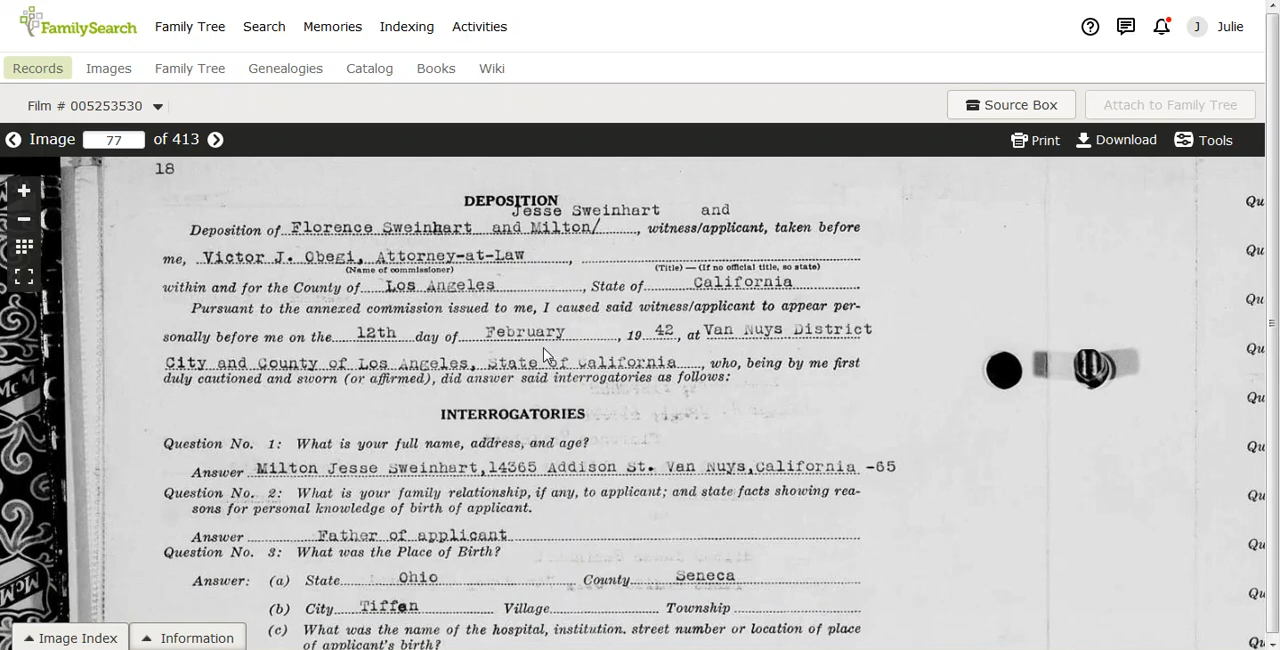 FamilySearch Family Tree Search Memories Indexing Activities J Julie
Records Images Family Tree Genealogies Catalog Books Wiki
Film # 005253530 Source Box Attach to Family Tree
Image 77 of 413 Print Download Tools
18
DEPOSITION
Jesse Sweinhart and
Deposition of Florence Sweinhart and Milton/, witness/applicant, taken before
me, Victor J. Obegi, Attorney-at-Law,
(Name of commissioner) (Title) — (If no official title, so state)
within and for the County of Los Angeles, State of California
Pursuant to the annexed commission issued to me, I caused said witness/applicant to appear per-
sonally before me on the 12th day of February, 19 42, at Van Nuys District
City and County of Los Angeles, State of California, who, being by me first
duly cautioned and sworn (or affirmed), did answer said interrogatories as follows:
INTERROGATORIES
Question No. 1: What is your full name, address, and age?
Answer Milton Jesse Sweinhart,14365 Addison St. Van Nuys,California -65
Question No. 2: What is your family relationship, if any, to applicant; and state facts showing rea-
sons for personal knowledge of birth of applicant.
Answer Father of applicant
Question No. 3: What was the Place of Birth?
Answer: (a) State Ohio County Seneca
(b) City Tiffen Village Township
(c) What was the name of the hospital, institution. street number or location of place
of applicant's birth?
Image Index Information
Qu
Qu
Qu
Qu
Qu
Qu
Qu
Qu
Qu
McM
McM